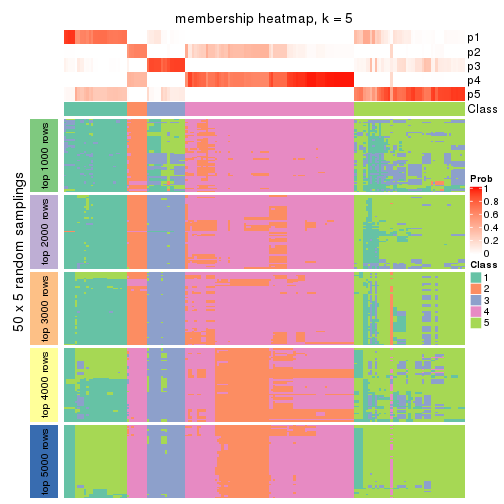 membership heatmap, k = 5
p1
p2
p3
p4
p5
Class
50 x 5 random samplings
top 1000 rows
top 2000 rows
top 3000 rows
top 4000 rows
top 5000 rows
Prob
1
0.8
0.6
0.4
0.2
0
Class
1
2
3
4
5